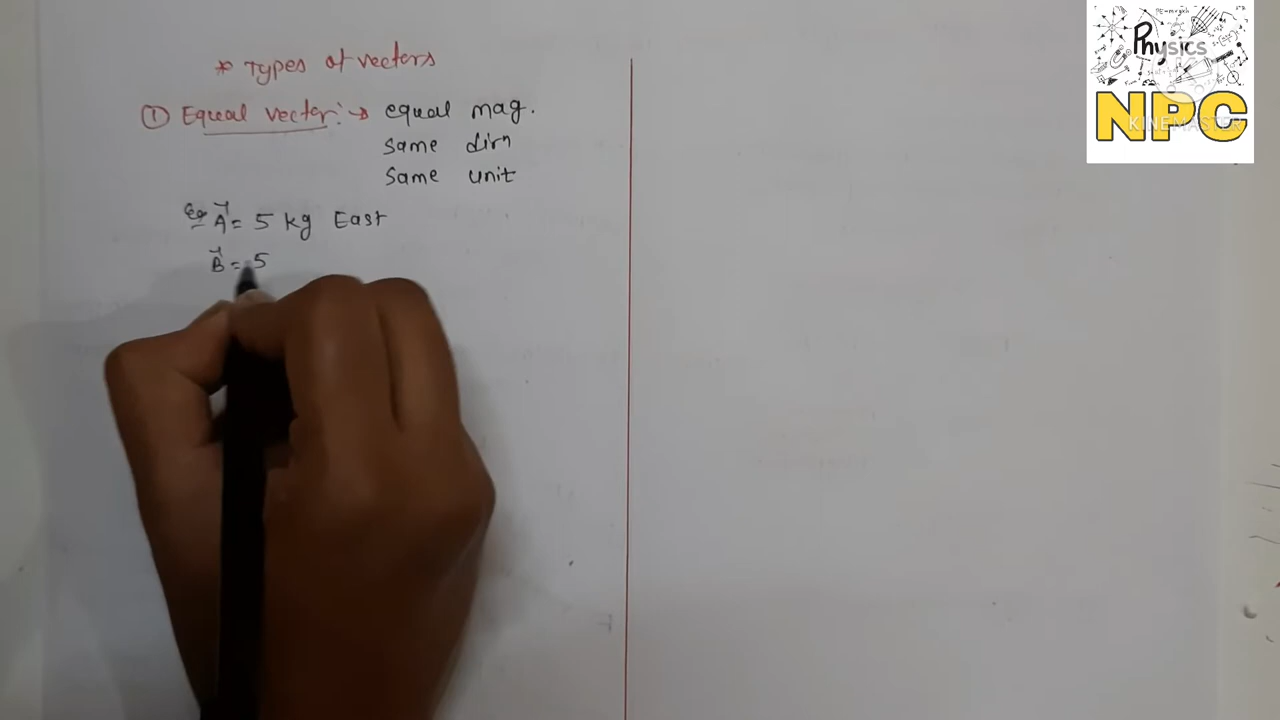 * Types of vectors
① Equal vector:→ equal mag.
same dirn
same unit
Eg A⃗ = 5 kg East
B⃗ = 5
Physics
NPC
KINEMASTER